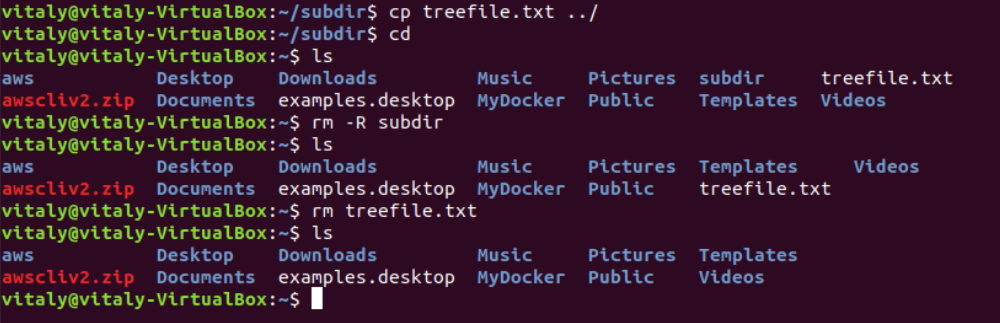 vitaly@vitaly-VirtualBox:~/subdir$ cp treefile.txt ../
vitaly@vitaly-VirtualBox:~/subdir$ cd
vitaly@vitaly-VirtualBox:~$ ls
aws Desktop Downloads Music Pictures subdir treefile.txt
awscliv2.zip Documents examples.desktop MyDocker Public Templates Videos
vitaly@vitaly-VirtualBox:~$ rm -R subdir
vitaly@vitaly-VirtualBox:~$ ls
aws Desktop Downloads Music Pictures Templates Videos
awscliv2.zip Documents examples.desktop MyDocker Public treefile.txt
vitaly@vitaly-VirtualBox:~$ rm treefile.txt
vitaly@vitaly-VirtualBox:~$ ls
aws Desktop Downloads Music Pictures Templates
awscliv2.zip Documents examples.desktop MyDocker Public Videos
vitaly@vitaly-VirtualBox:~$